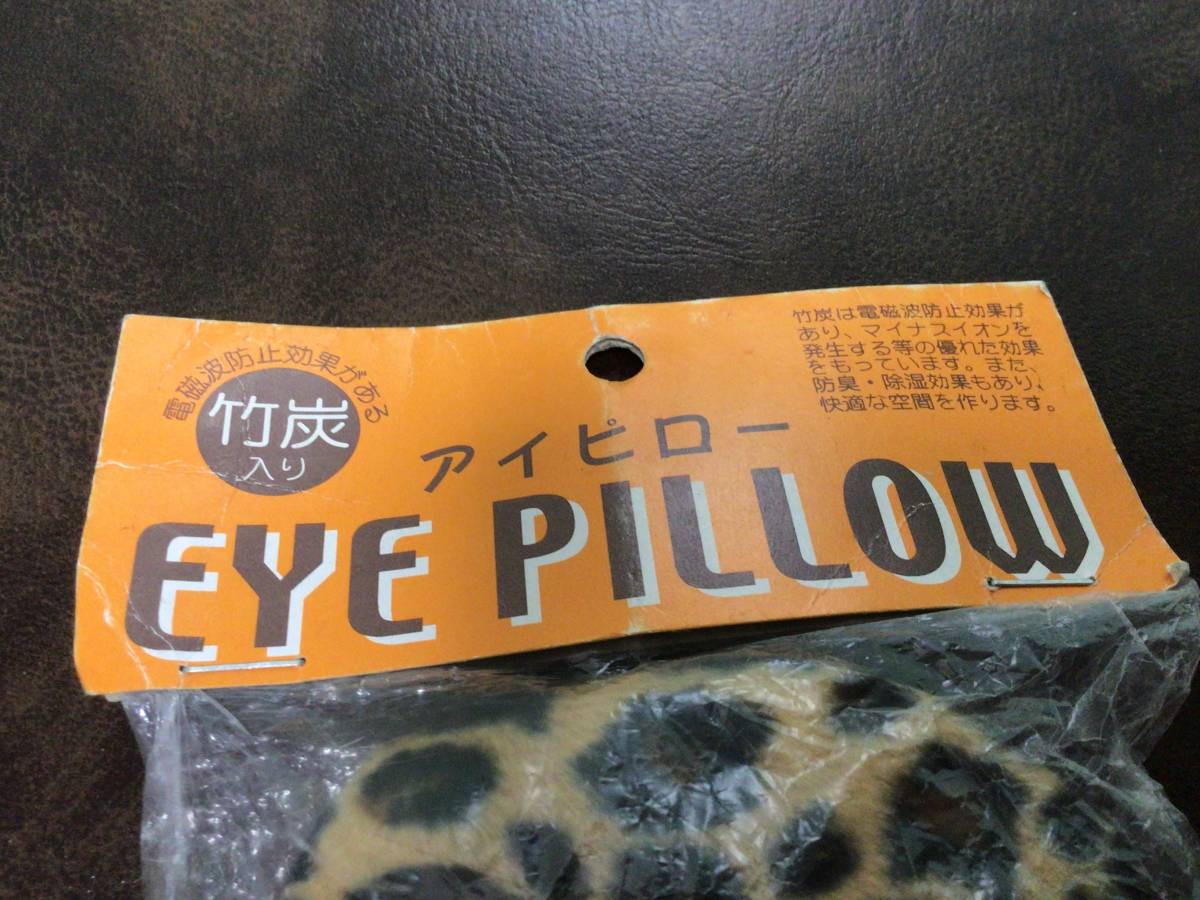 電磁波防止効果がある
竹炭
入り
竹炭は電磁波防止効果が
あり、マイナスイオンを
発生する等の優れた効果
をもっています。また、
防臭・除湿効果もあり、
快適な空間を作ります。
アイピロー
EYE PILLOW